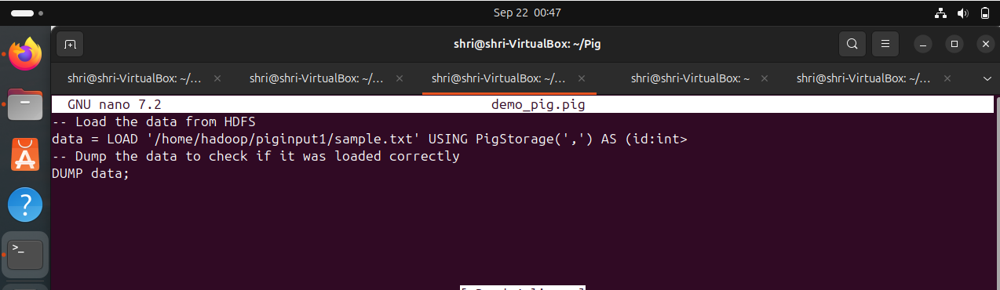 Sep 22 00:47
shri@shri-VirtualBox: ~/Pig
shri@shri-VirtualBox: ~/... × shri@shri-VirtualBox: ~/... × shri@shri-VirtualBox: ~/... × shri@shri-VirtualBox: ~ × shri@shri-VirtualBox: ~/... ×
GNU nano 7.2 demo_pig.pig
-- Load the data from HDFS
data = LOAD '/home/hadoop/piginput1/sample.txt' USING PigStorage(',') AS (id:int>
-- Dump the data to check if it was loaded correctly
DUMP data;